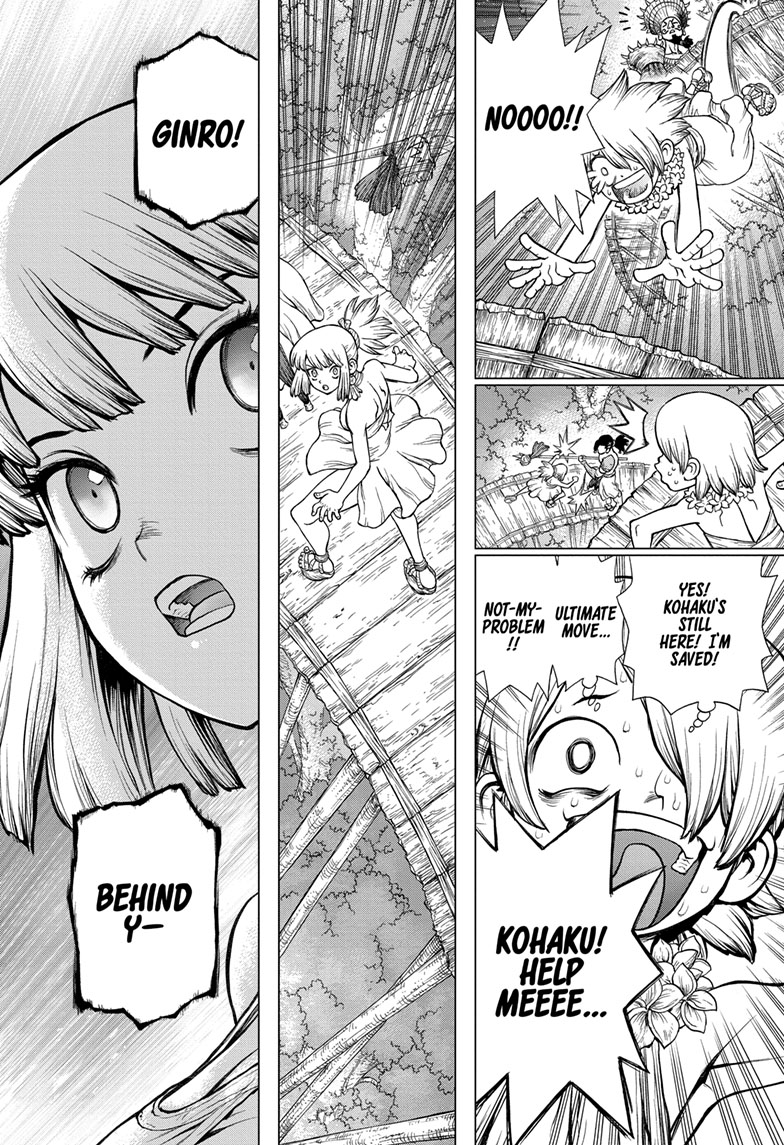 NOOOO!!
YES!
KOHAKU'S
STILL
HERE! I'M
SAVED!
ULTIMATE
MOVE...
NOT-MY-
PROBLEM
!!
KOHAKU!
HELP
MEEEE...
GINRO!
BEHIND
Y—